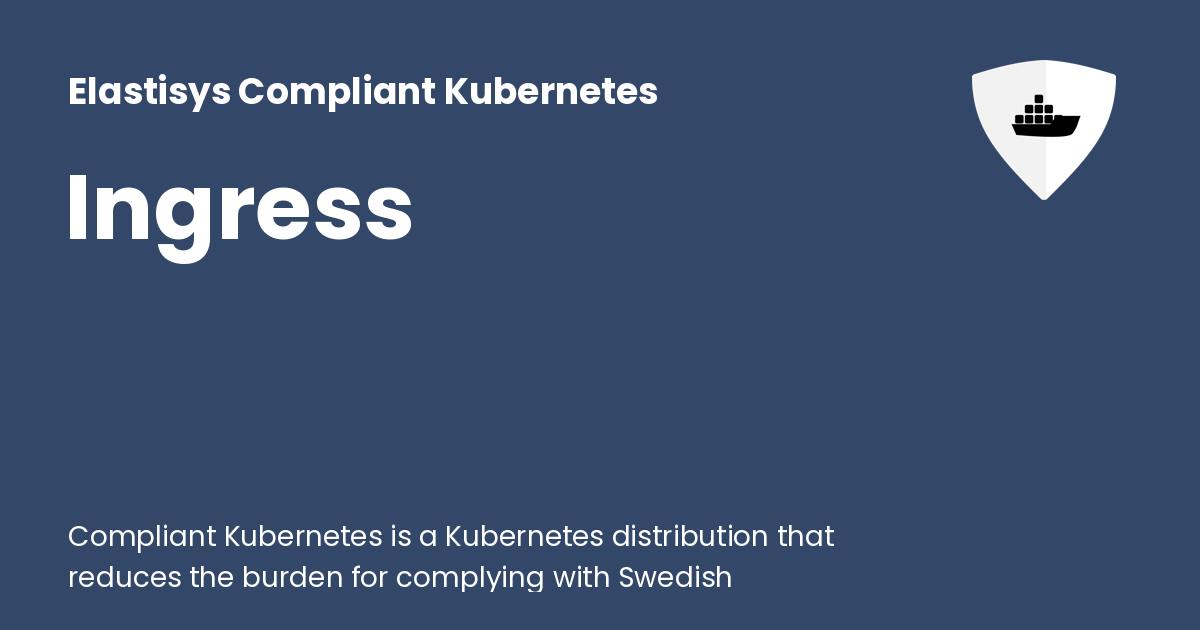 Elastisys Compliant Kubernetes
Ingress
Compliant Kubernetes is a Kubernetes distribution that
reduces the burden for complying with Swedish